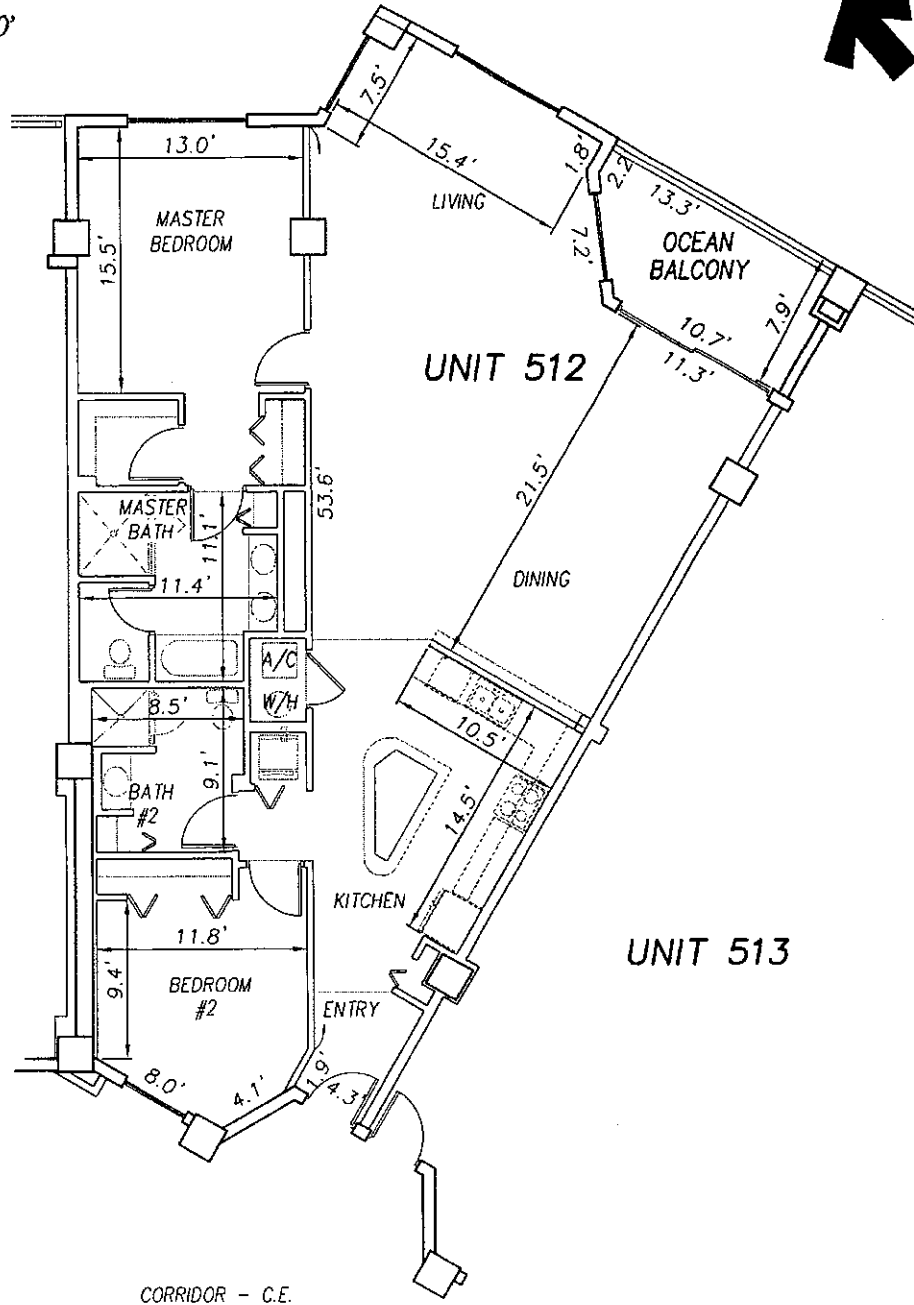 0'
7.5'
13.0'
15.4'
1.8'
2.2'
13.3'
LIVING
MASTER
BEDROOM
15.5'
7.2'
OCEAN
BALCONY
7.9'
10.7'
11.3'
UNIT 512
21.5'
53.6'
MASTER
BATH
11.1'
11.4'
DINING
A/C
W/H
8.5'
10.5'
9.1'
BATH
#2
14.5'
KITCHEN
11.8'
9.4'
BEDROOM
#2
UNIT 513
ENTRY
8.0'
4.1'
1.9'
4.3'
CORRIDOR - C.E.